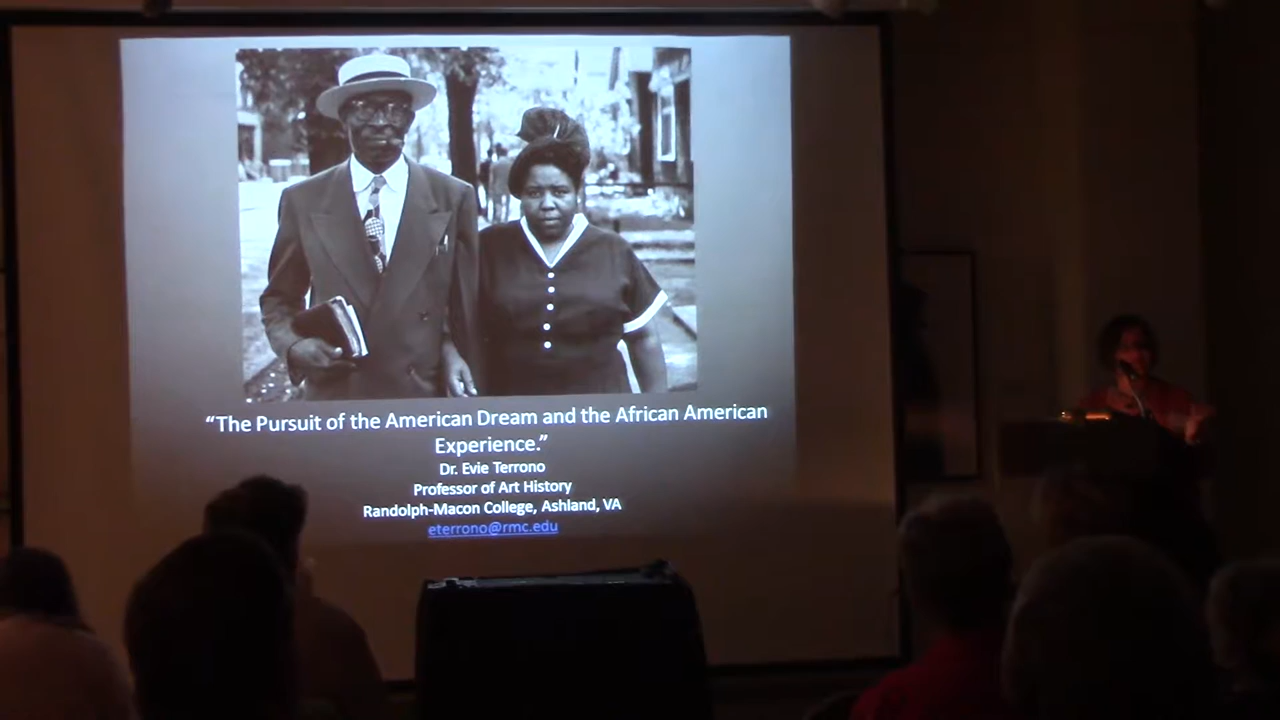 “The Pursuit of the American Dream and the African American
Experience.”
Dr. Evie Terrono
Professor of Art History
Randolph-Macon College, Ashland, VA
eterrono@rmc.edu